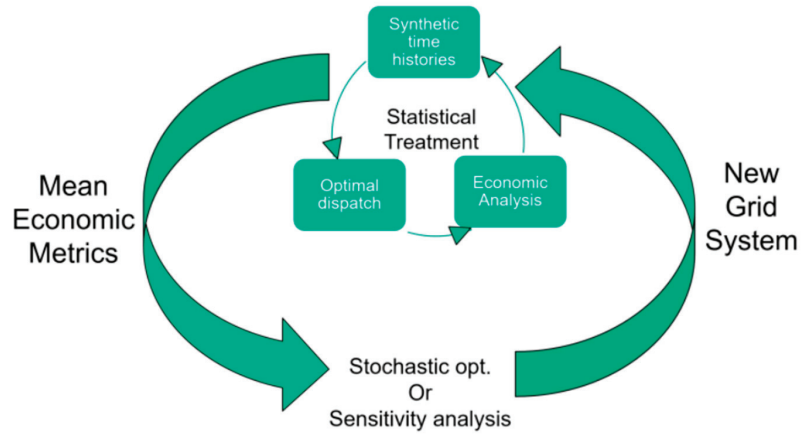 Synthetic
time
histories
Statistical
Treatment
Optimal
dispatch
Economic
Analysis
Mean
Economic
Metrics
New
Grid
System
Stochastic opt.
Or
Sensitivity analysis